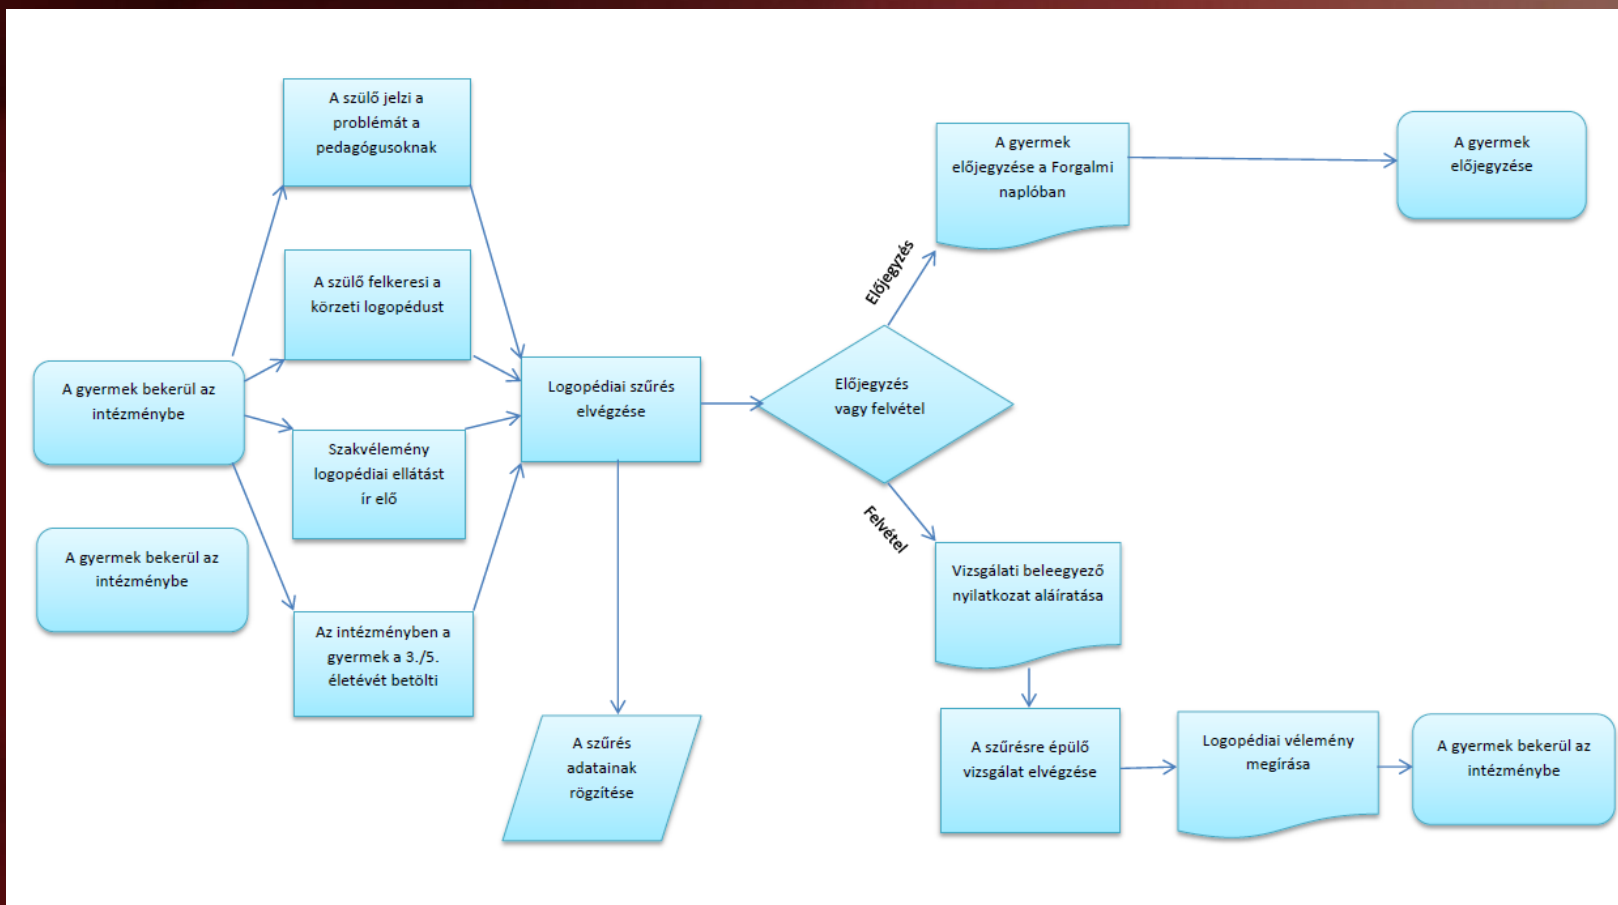 A szülő jelzi a
problémát a
pedagógusoknak
A szülő felkeresi a
körzeti logopédust
A gyermek bekerül az
intézménybe
Szakvélemény
logopédiai ellátást
ír elő
A gyermek bekerül az
intézménybe
Az intézményben a
gyermek a 3./5.
életévét betölti
Logopédiai szűrés
elvégzése
A szűrés
adatainak
rögzítése
Előjegyzés
vagy felvétel
Előjegyzés
A gyermek
előjegyzése a Forgalmi
naplóban
A gyermek
előjegyzése
Felvétel
Vizsgálati beleegyező
nyilatkozat aláíratása
A szűrésre épülő
vizsgálat elvégzése
Logopédiai vélemény
megírása
A gyermek bekerül az
intézménybe